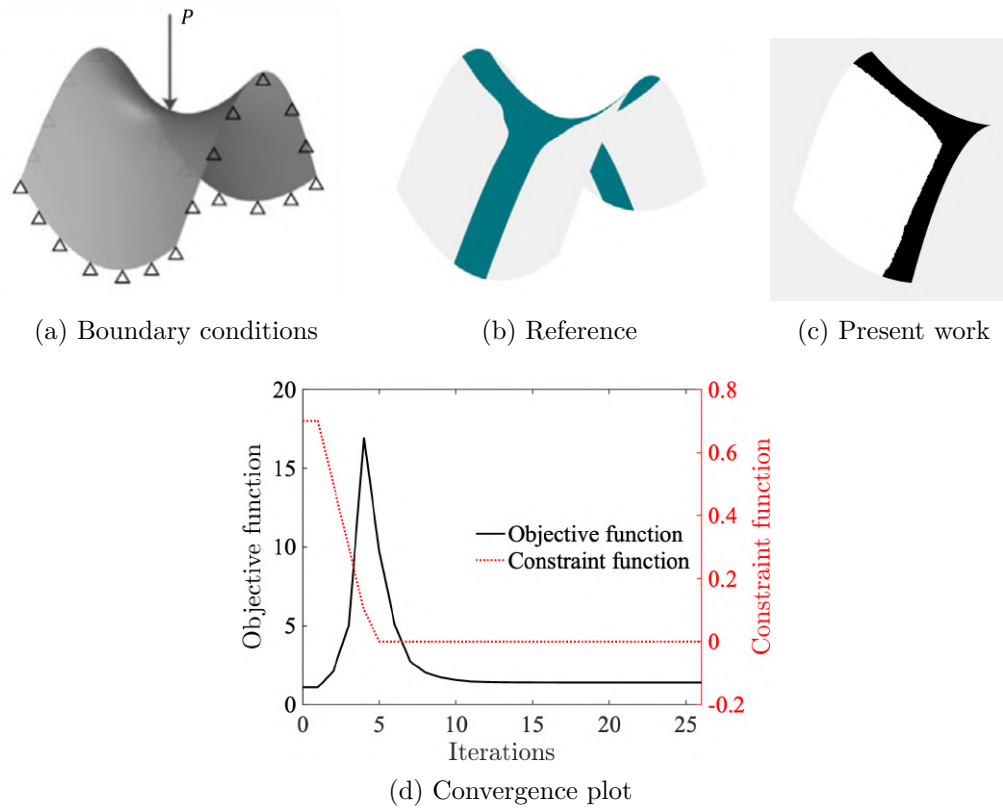 P
(a) Boundary conditions
(b) Reference
(c) Present work
20
15
10
5
0
Objective function
0.8
0.6
0.4
0.2
0
-0.2
Constraint function
Objective function
Constraint function
0 5 10 15 20 25
Iterations
(d) Convergence plot